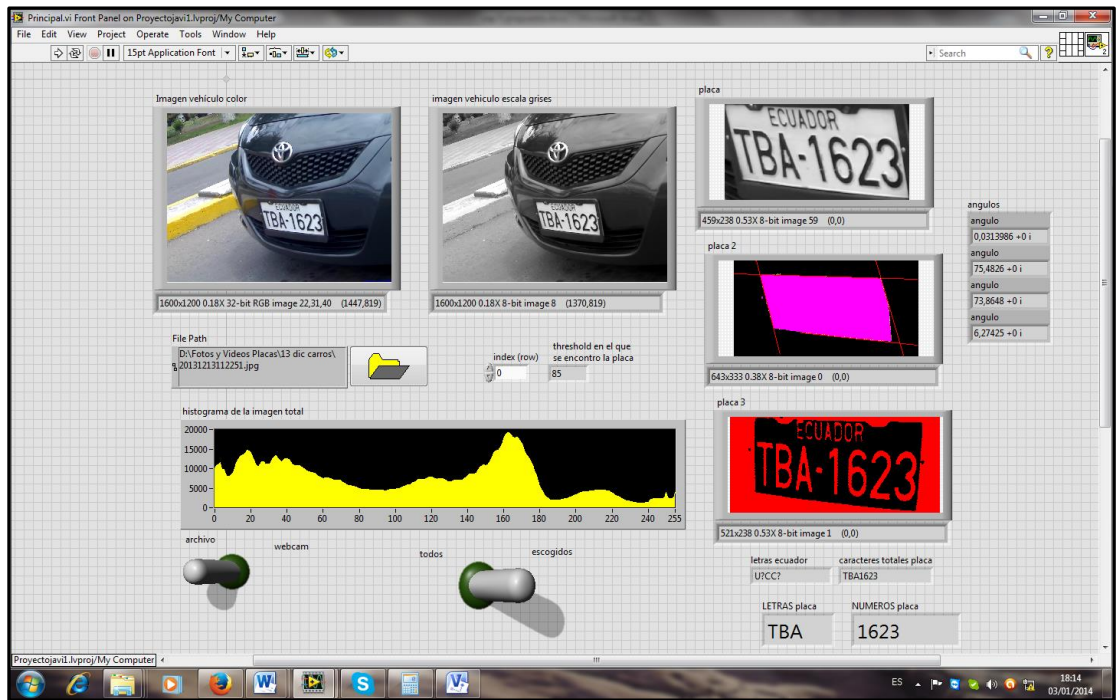 Principal.vi Front Panel on Proyectojavi1.lvproj/My Computer
File Edit View Project Operate Tools Window Help
15pt Application Font
Search
2
Imagen vehículo color
ECUADOR
TBA-1623
1600x1200 0.18X 32-bit RGB image 22,31,40 (1447,819)
imagen vehiculo escala grises
ECUADOR
TBA-1623
1600x1200 0.18X 8-bit image 8 (1370,819)
placa
ECUADOR
TBA-1623
459x238 0.53X 8-bit image 59 (0,0)
placa 2
643x333 0.38X 8-bit image 0 (0,0)
angulos
angulo
0,0313986 +0 i
angulo
75,4826 +0 i
angulo
73,8648 +0 i
angulo
6,27425 +0 i
File Path
D:\Fotos y Videos Placas\13 dic carros\
20131213112251.jpg
index (row)
0
threshold en el que
se encontro la placa
85
placa 3
ECUADOR
TBA-1623
521x238 0.53X 8-bit image 1 (0,0)
histograma de la imagen total
20000
15000
10000
5000
0
0 20 40 60 80 100 120 140 160 180 200 220 240 255
archivo
webcam
todos
escogidos
letras ecuador
U?CC?
caracteres totales placa
TBA1623
LETRAS placa
TBA
NUMEROS placa
1623
Proyectojavi1.lvproj/My Computer
ES
18:14
03/01/2014